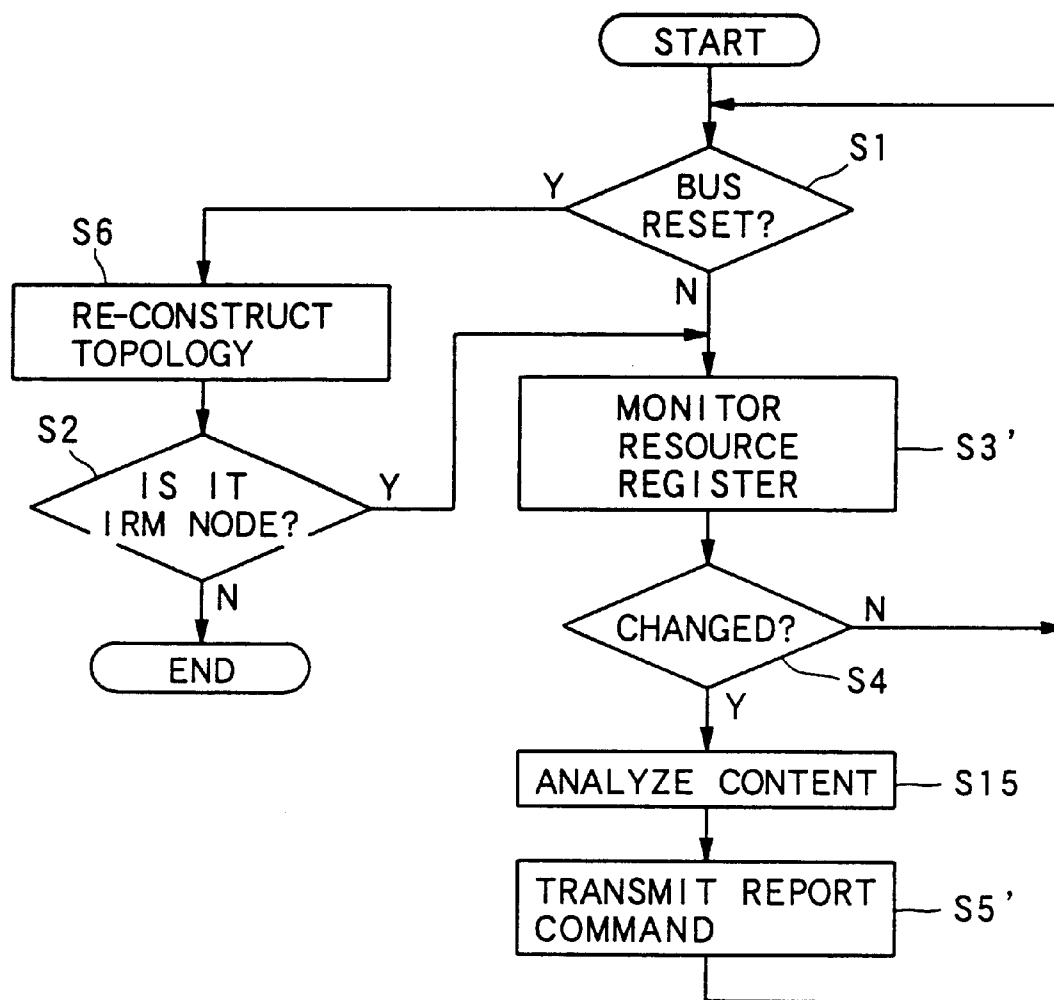 START
S1
Y
BUS
RESET?
S6
N
RE-CONSTRUCT
TOPOLOGY
MONITOR
RESOURCE
REGISTER
S3'
S2
IS IT
IRM NODE?
Y
N
END
CHANGED?
N
S4
Y
ANALYZE CONTENT
S15
TRANSMIT REPORT
COMMAND
S5'